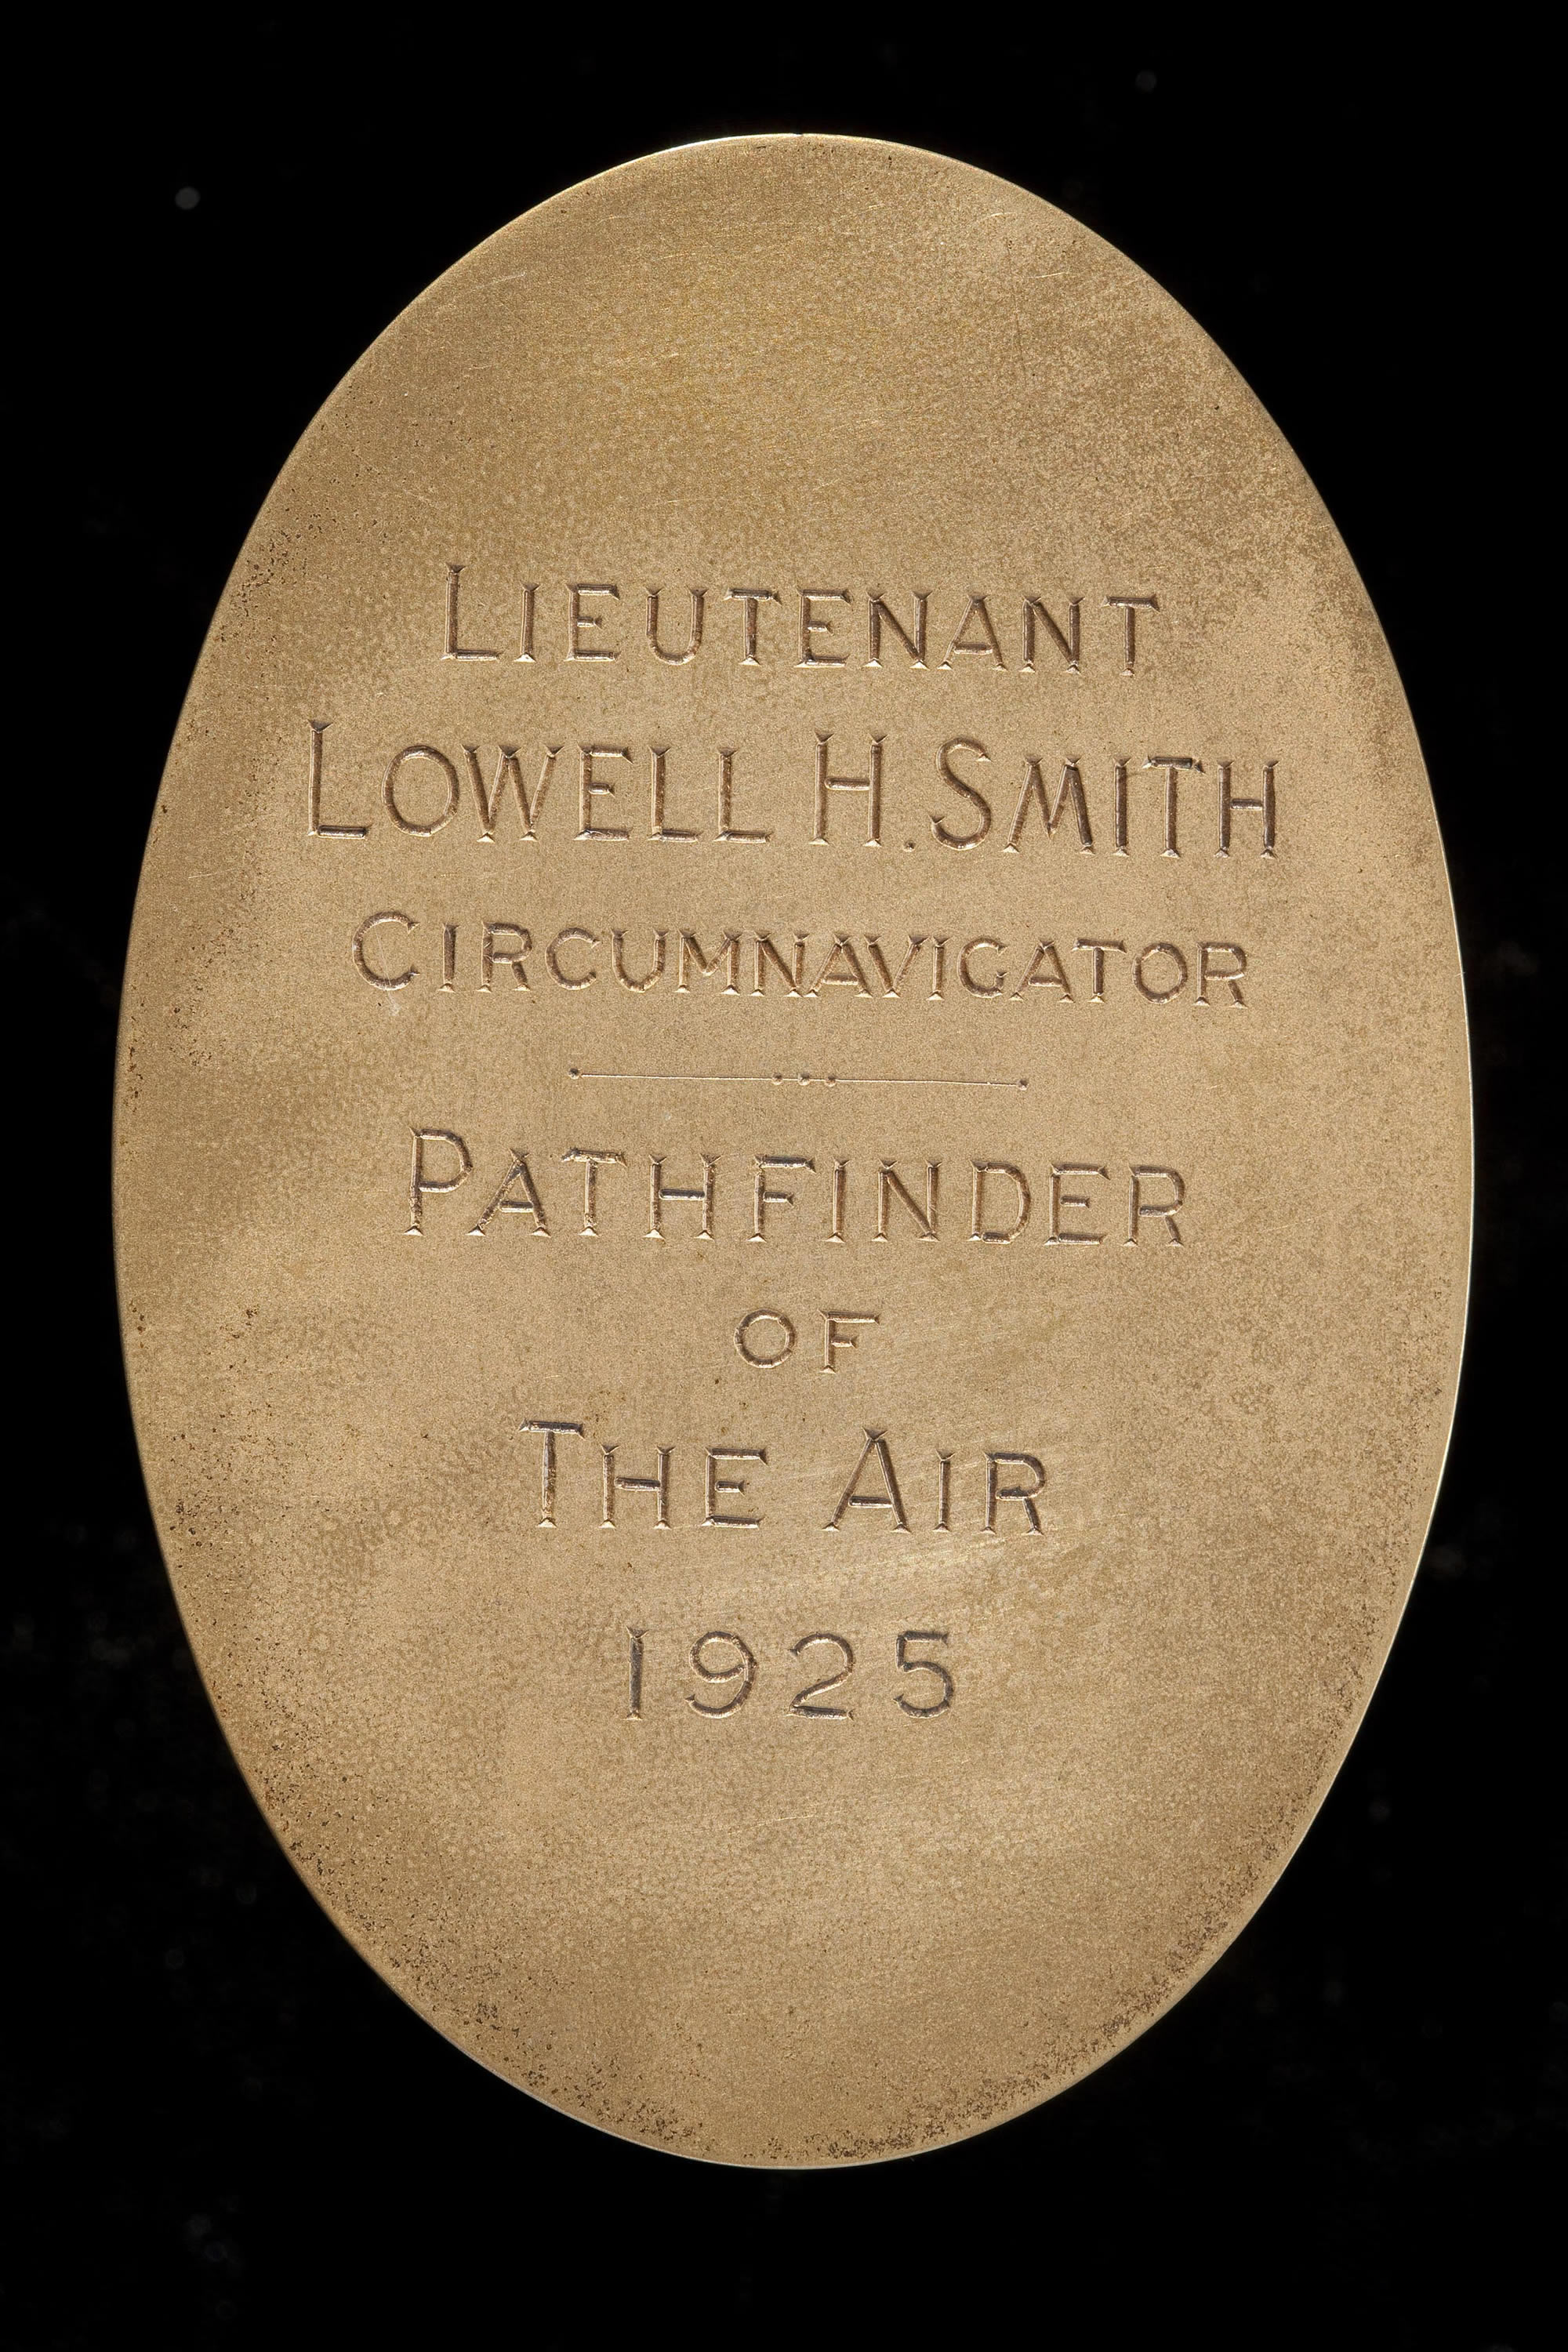 LIEUTENANT
LOWELL H. SMITH
CIRCUMNAVIGATOR
PATHFINDER
OF
THE AIR
1925